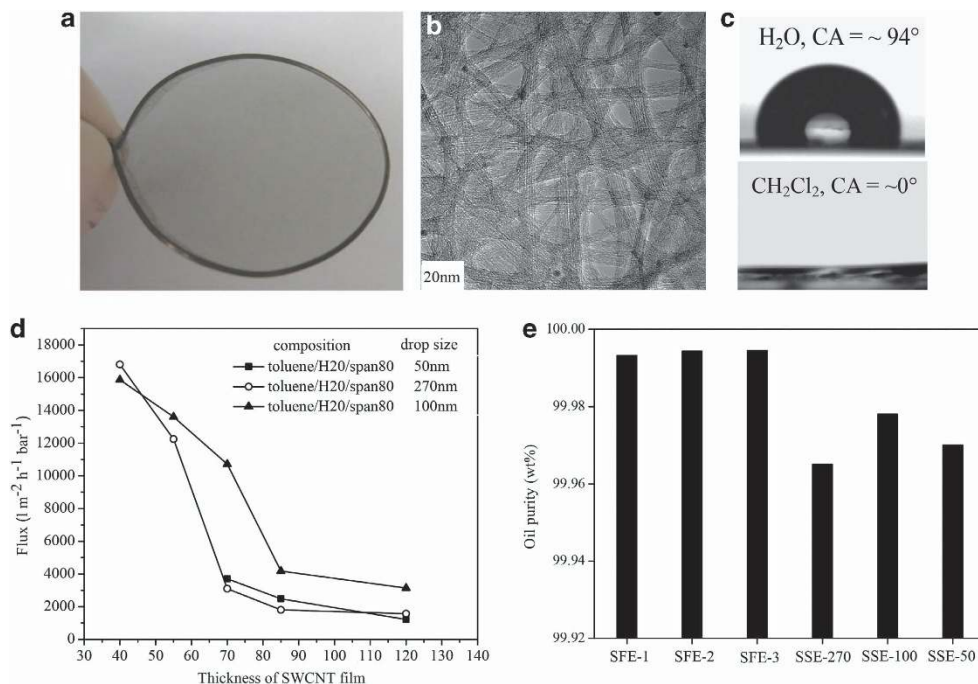 a
b
20nm
c
H₂O, CA = ~ 94°
CH₂Cl₂, CA = ~0°
d
composition drop size
toluene/H20/span80 50nm
toluene/H20/span80 270nm
toluene/H20/span80 100nm
18000
16000
14000
12000
10000
8000
6000
4000
2000
0
Flux (l m⁻² h⁻¹ bar⁻¹)
30 40 50 60 70 80 90 100 110 120 130 140
Thickness of SWCNT film
e
100.00
99.98
99.96
99.94
99.92
Oil purity (wt%)
SFE-1 SFE-2 SFE-3 SSE-270 SSE-100 SSE-50